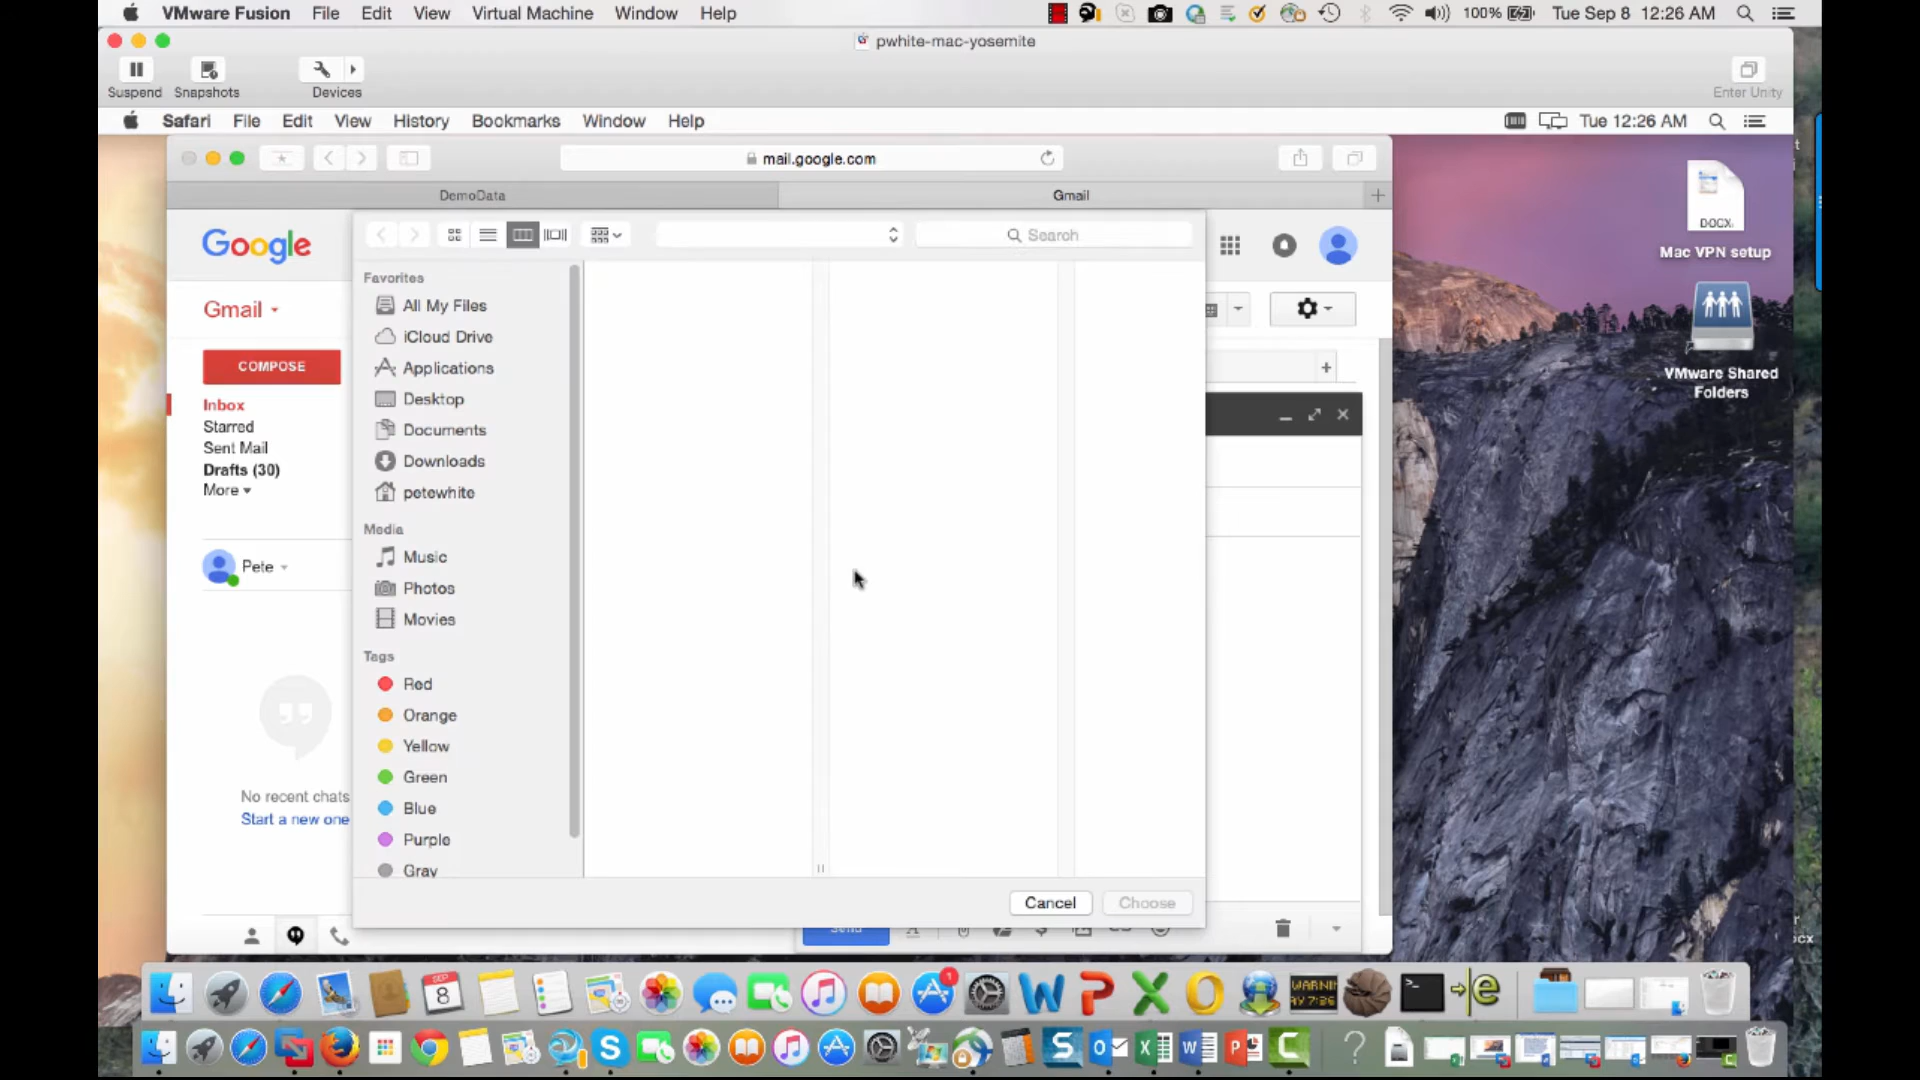 VMware Fusion File Edit View Virtual Machine Window Help 100% Tue Sep 8 12:26 AM
pwhite-mac-yosemite
Suspend Snapshots Devices Enter Unity
Safari File Edit View History Bookmarks Window Help Tue 12:26 AM
mail.google.com
DemoData Gmail
Google
Search
Gmail
COMPOSE
Inbox
Starred
Sent Mail
Drafts (30)
More
Pete
No recent chats
Start a new one
Favorites
All My Files
iCloud Drive
Applications
Desktop
Documents
Downloads
petewhite
Media
Music
Photos
Movies
Tags
Red
Orange
Yellow
Green
Blue
Purple
Gray
Cancel Choose
Send
DOCX
Mac VPN setup
VMware Shared
Folders
SEP
8
1